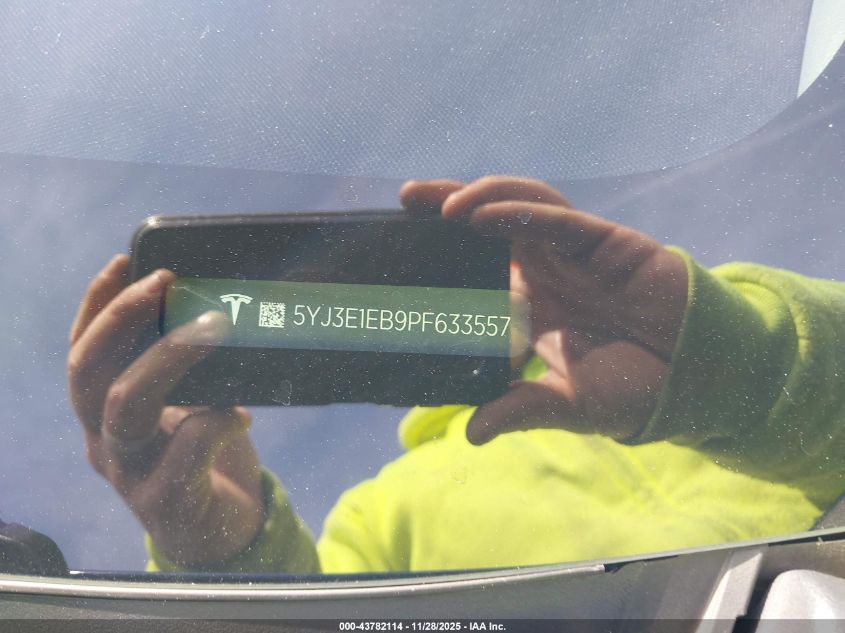 5YJ3E1EB9PF633557
000-43782114 - 11/28/2025 - IAA Inc.